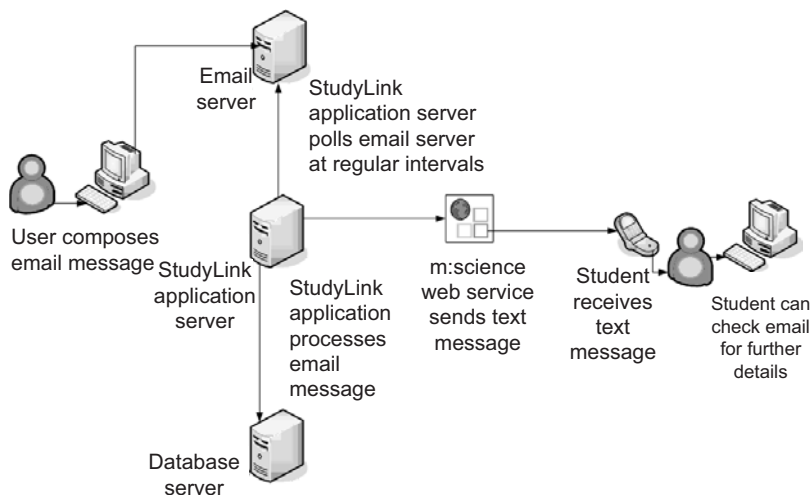 Email
server
StudyLink
application server
polls email server
at regular intervals
User composes
email message
StudyLink
application
server
StudyLink
application
processes
email
message
m:science
web service
sends text
message
Student
receives
text
message
Student can
check email
for further
details
Database
server